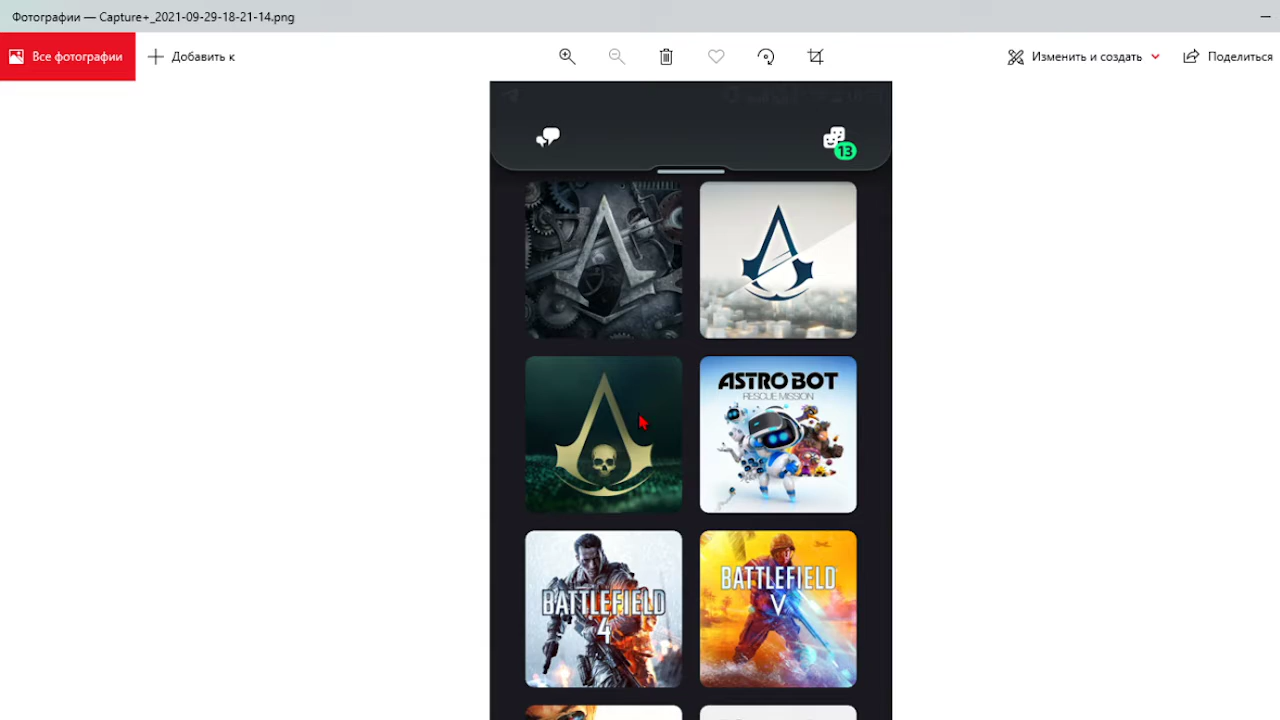 Фотографии — Capture+_2021-09-29-18-21-14.png
Все фотографии
Добавить к
Изменить и создать
Поделиться
13
ASTRO BOT
RESCUE MISSION
BATTLEFIELD
4
BATTLEFIELD
V